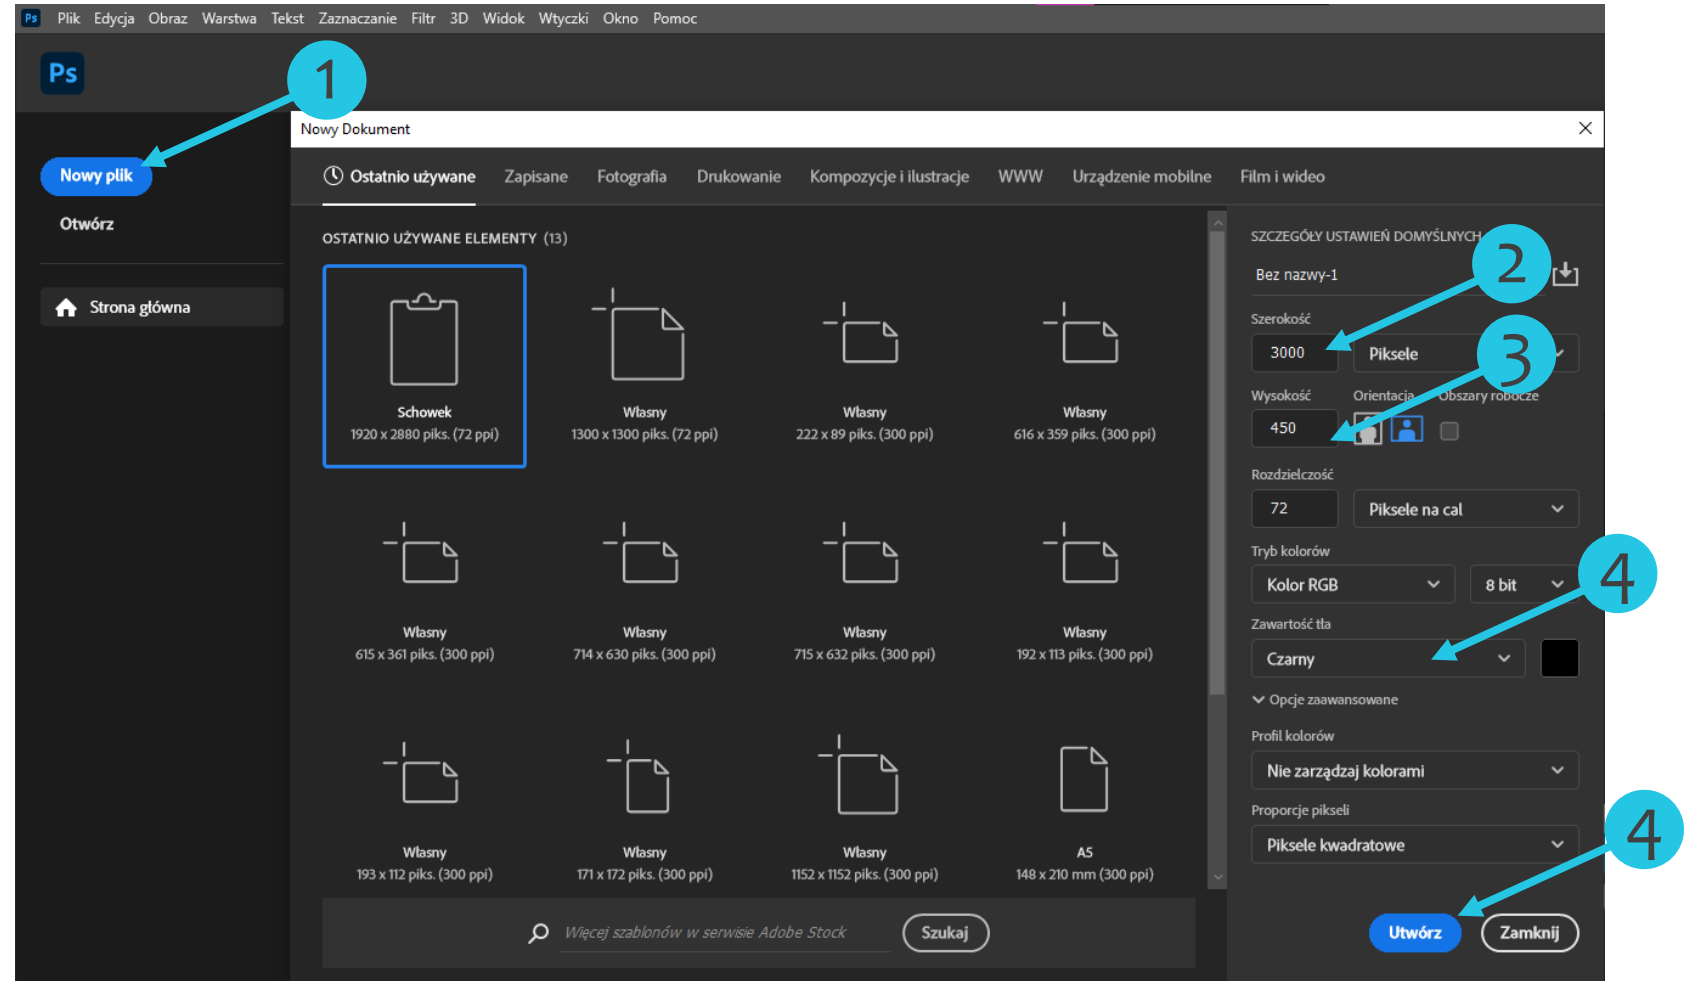 Ps Plik Edycja Obraz Warstwa Tekst Zaznaczanie Filtr 3D Widok Wtyczki Okno Pomoc
Ps
1
Nowy plik
Otwórz
Strona główna
Nowy Dokument
Ostatnio używane Zapisane Fotografia Drukowanie Kompozycje i ilustracje WWW Urządzenie mobilne Film i wideo
OSTATNIO UŻYWANE ELEMENTY (13)
Schowek Własny Własny Własny
1920 x 2880 piks. (72 ppi) 1300 x 1300 piks. (72 ppi) 222 x 89 piks. (300 ppi) 616 x 359 piks. (300 ppi)
Własny Własny Własny Własny
615 x 361 piks. (300 ppi) 714 x 630 piks. (300 ppi) 715 x 632 piks. (300 ppi) 192 x 113 piks. (300 ppi)
Własny Własny Własny A5
193 x 112 piks. (300 ppi) 171 x 172 piks. (300 ppi) 1152 x 1152 piks. (300 ppi) 148 x 210 mm (300 ppi)
Więcej szablonów w serwisie Adobe Stock Szukaj
SZCZEGÓŁY USTAWIEŃ DOMYŚLNYCH
2
Bez nazwy-1
Szerokość
3000 Piksele
3
Wysokość Orientacja Obszary robocze
450
Rozdzielczość
72 Piksele na cal
Tryb kolorów
Kolor RGB 8 bit
4
Zawartość tła
Czarny
Opcje zaawansowane
Profil kolorów
Nie zarządzaj kolorami
Proporcje pikseli
4
Piksele kwadratowe
Utwórz Zamknij